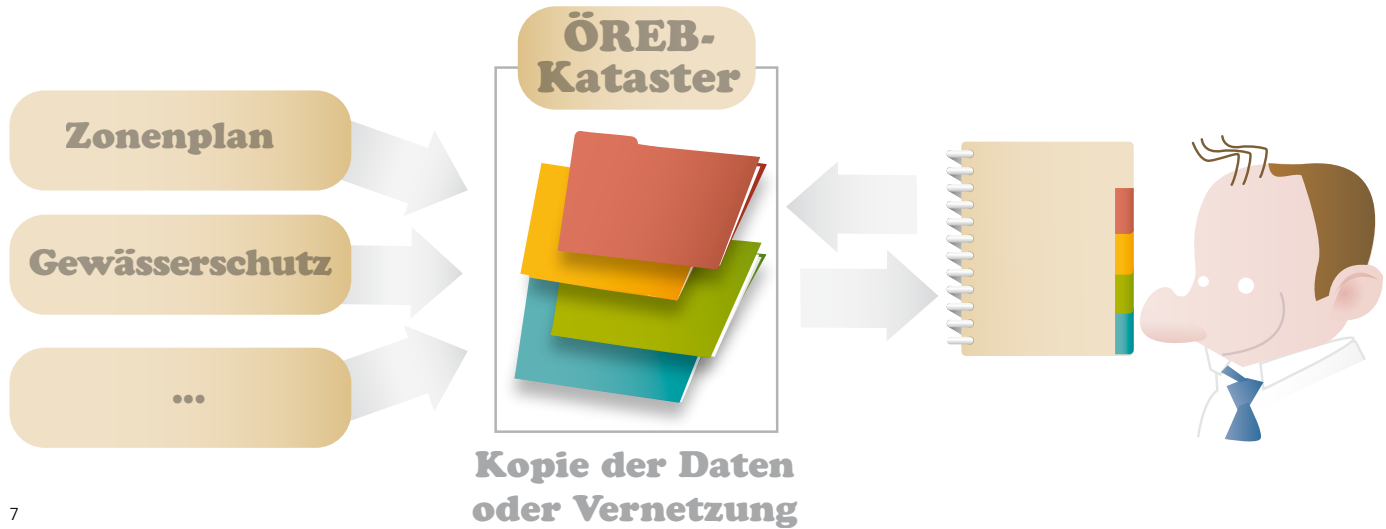 ÖREB-
Kataster
Zonenplan
Gewässerschutz
...
Kopie der Daten
oder Vernetzung
7